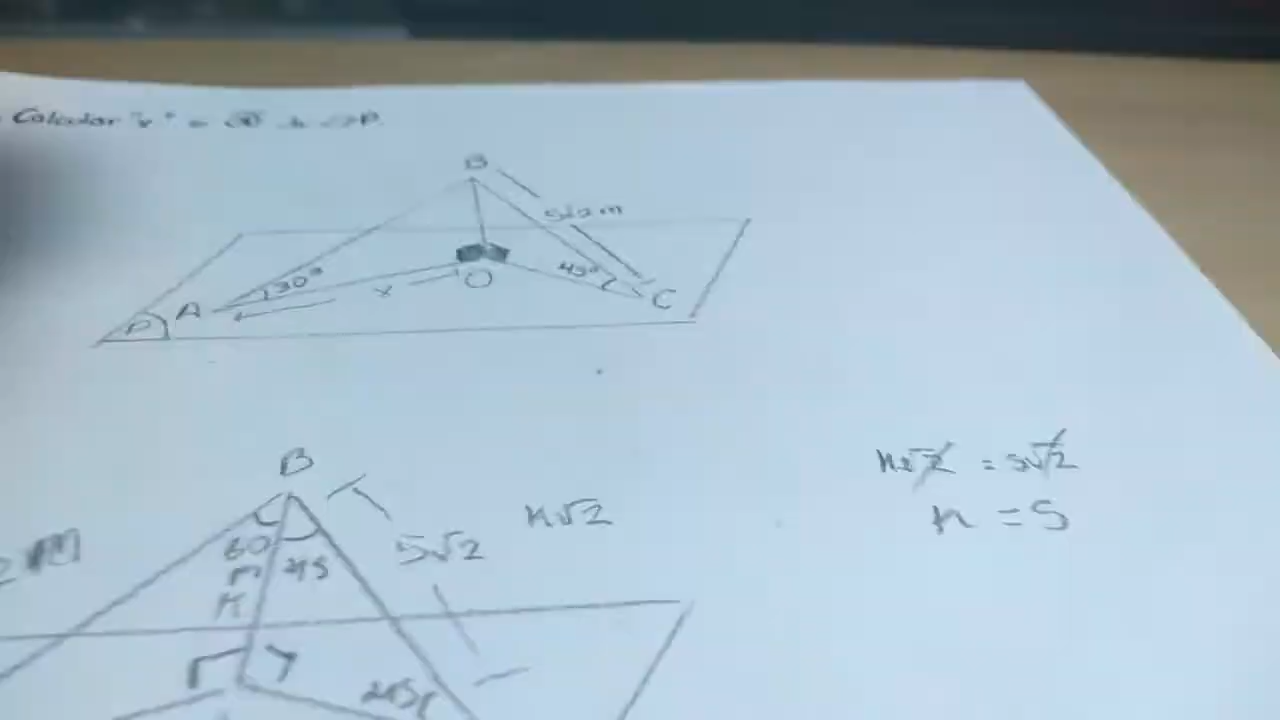 Calcular "x"
B
5√2 m
30°
45°
x
O
A
C
P
B
60
45
m
K
5√2
K√2
45
K√2 = 5√2
K = 5